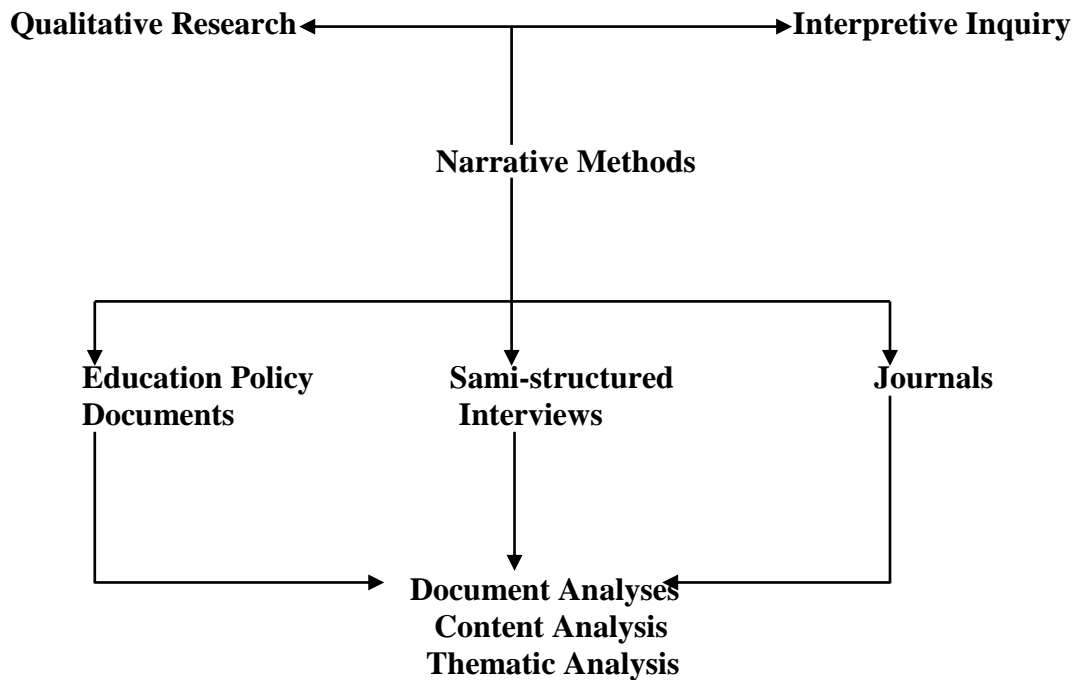 Qualitative Research Interpretive Inquiry
Narrative Methods
Education Policy Sami-structured Journals
Documents Interviews
Document Analyses
Content Analysis
Thematic Analysis